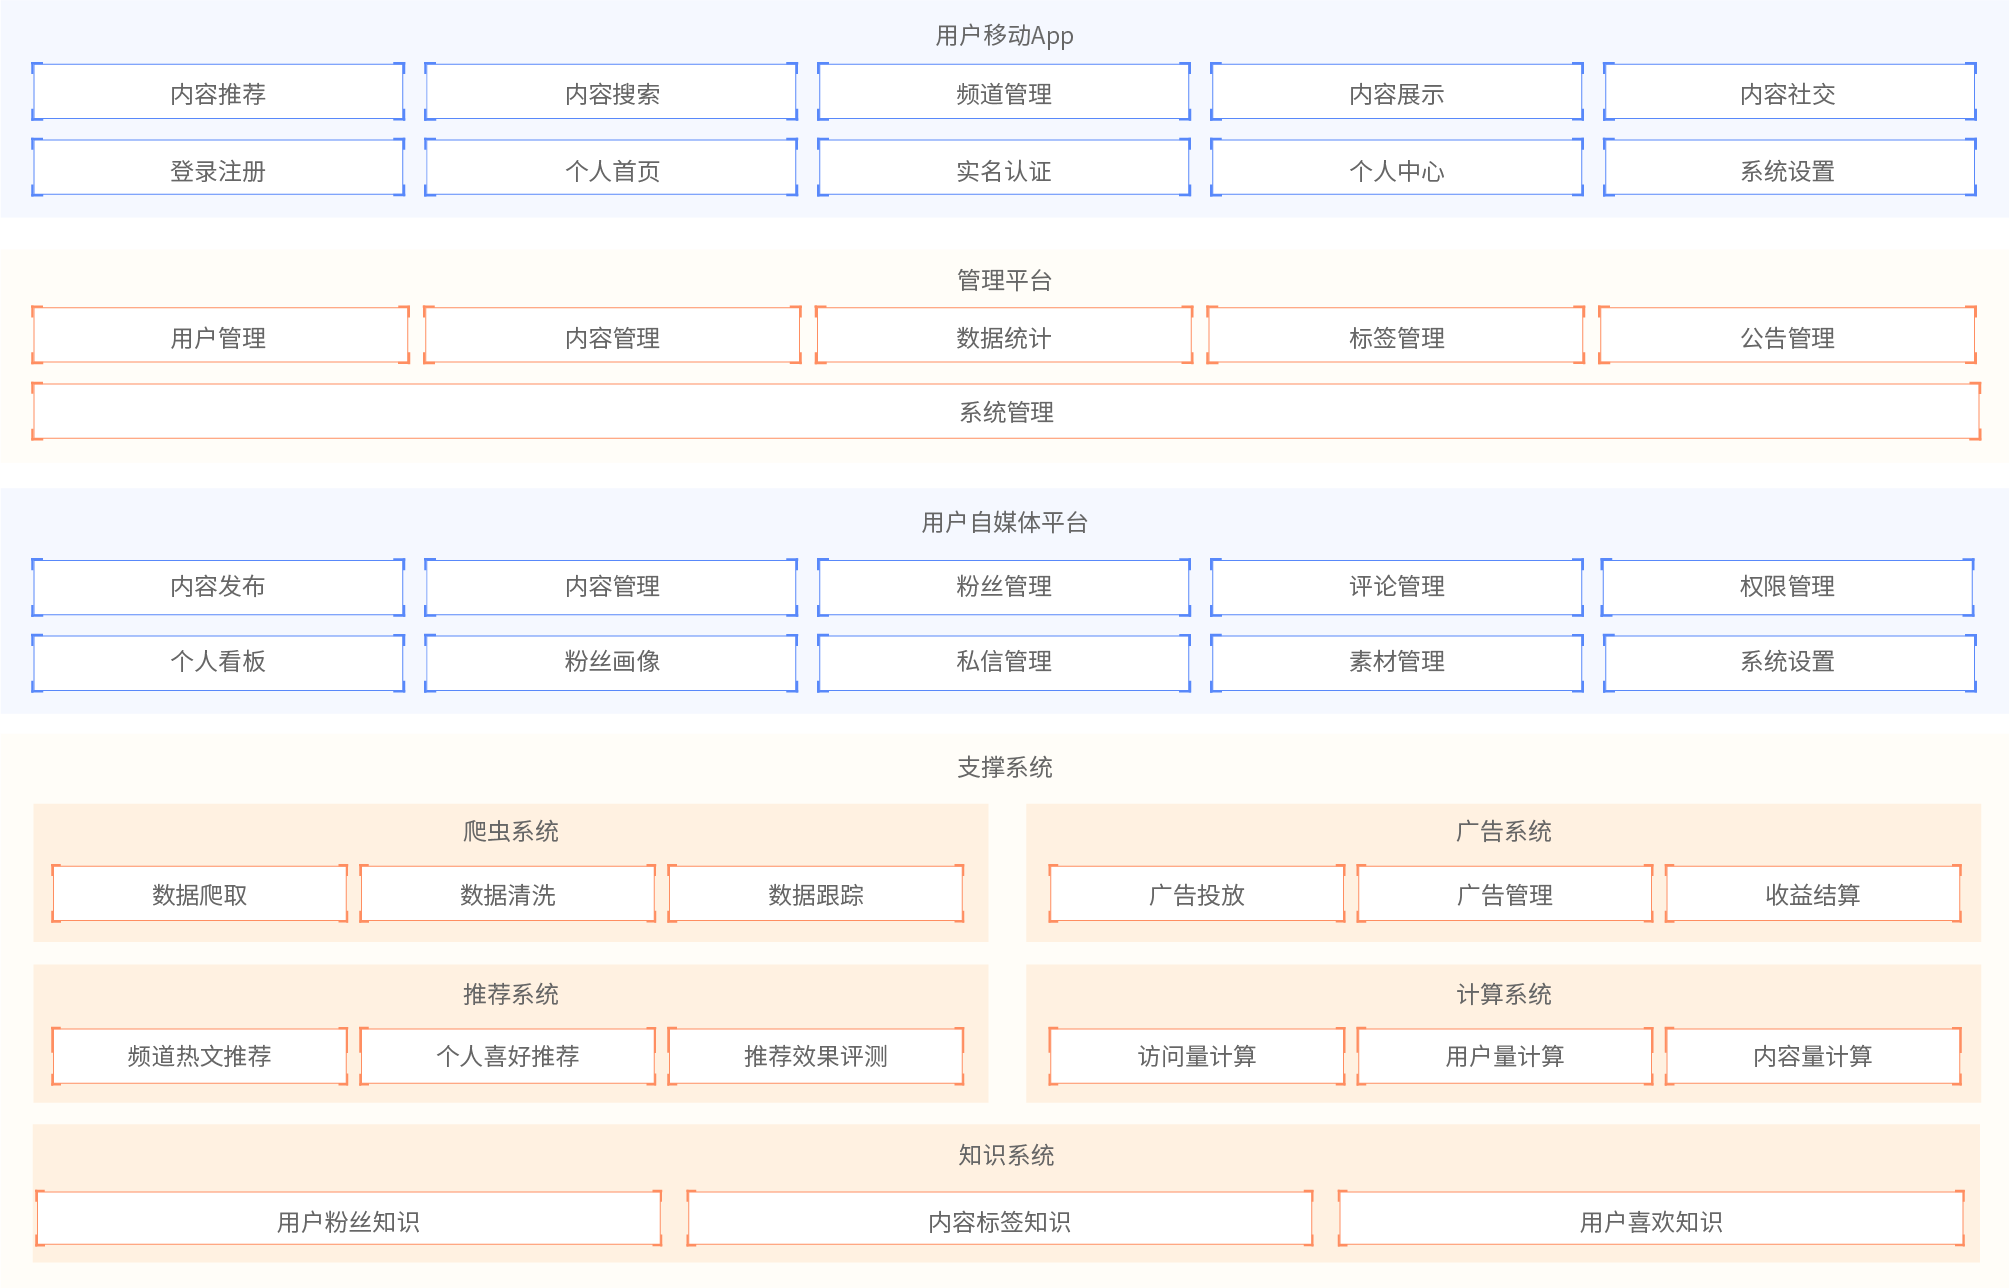 用户移动App
内容推荐 内容搜索 频道管理 内容展示 内容社交
登录注册 个人首页 实名认证 个人中心 系统设置
管理平台
用户管理 内容管理 数据统计 标签管理 公告管理
系统管理
用户自媒体平台
内容发布 内容管理 粉丝管理 评论管理 权限管理
个人看板 粉丝画像 私信管理 素材管理 系统设置
支撑系统
爬虫系统 广告系统
数据爬取 数据清洗 数据跟踪 广告投放 广告管理 收益结算
推荐系统 计算系统
频道热文推荐 个人喜好推荐 推荐效果评测 访问量计算 用户量计算 内容量计算
知识系统
用户粉丝知识 内容标签知识 用户喜欢知识